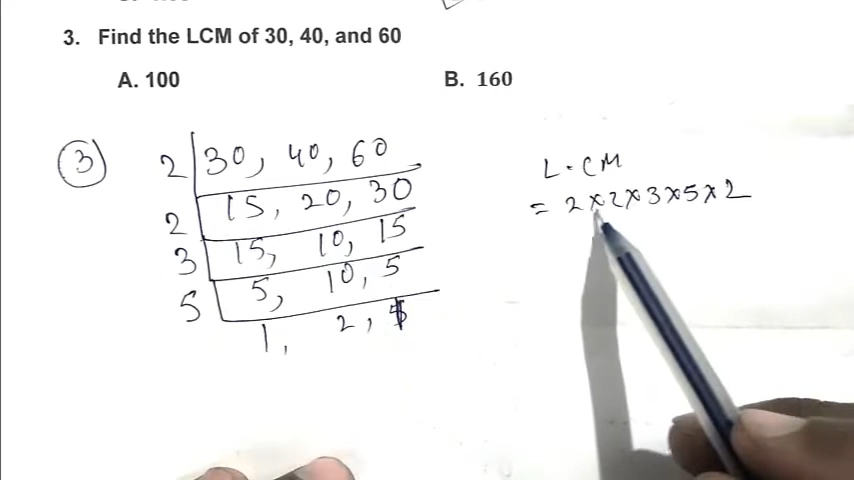 3. Find the LCM of 30, 40, and 60
A. 100
B. 160
3
2 30, 40, 60
2 15, 20, 30
3 15, 10, 15
5 5, 10, 5
1, 2, 1
L.CM
= 2×2×3×5×2